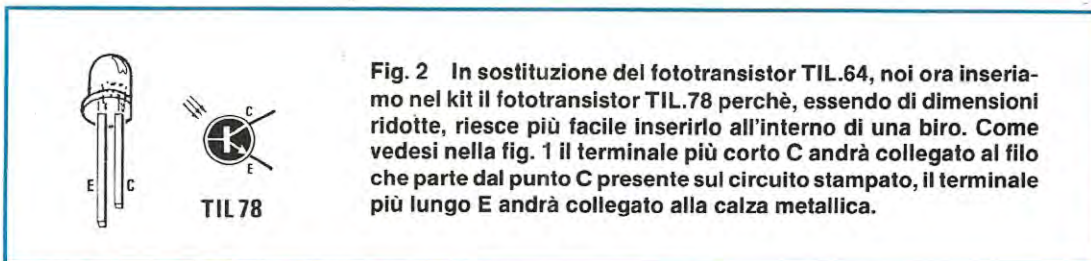 Fig. 2 In sostituzione del fototransistor TIL.64, noi ora inseria-
mo nel kit il fototransistor TIL.78 perchè, essendo di dimensioni
ridotte, riesce più facile inserirlo all'interno di una biro. Come
vedesi nella fig. 1 il terminale più corto C andrà collegato al filo
che parte dal punto C presente sul circuito stampato, il terminale
più lungo E andrà collegato alla calza metallica.
E C
C
E
TIL78